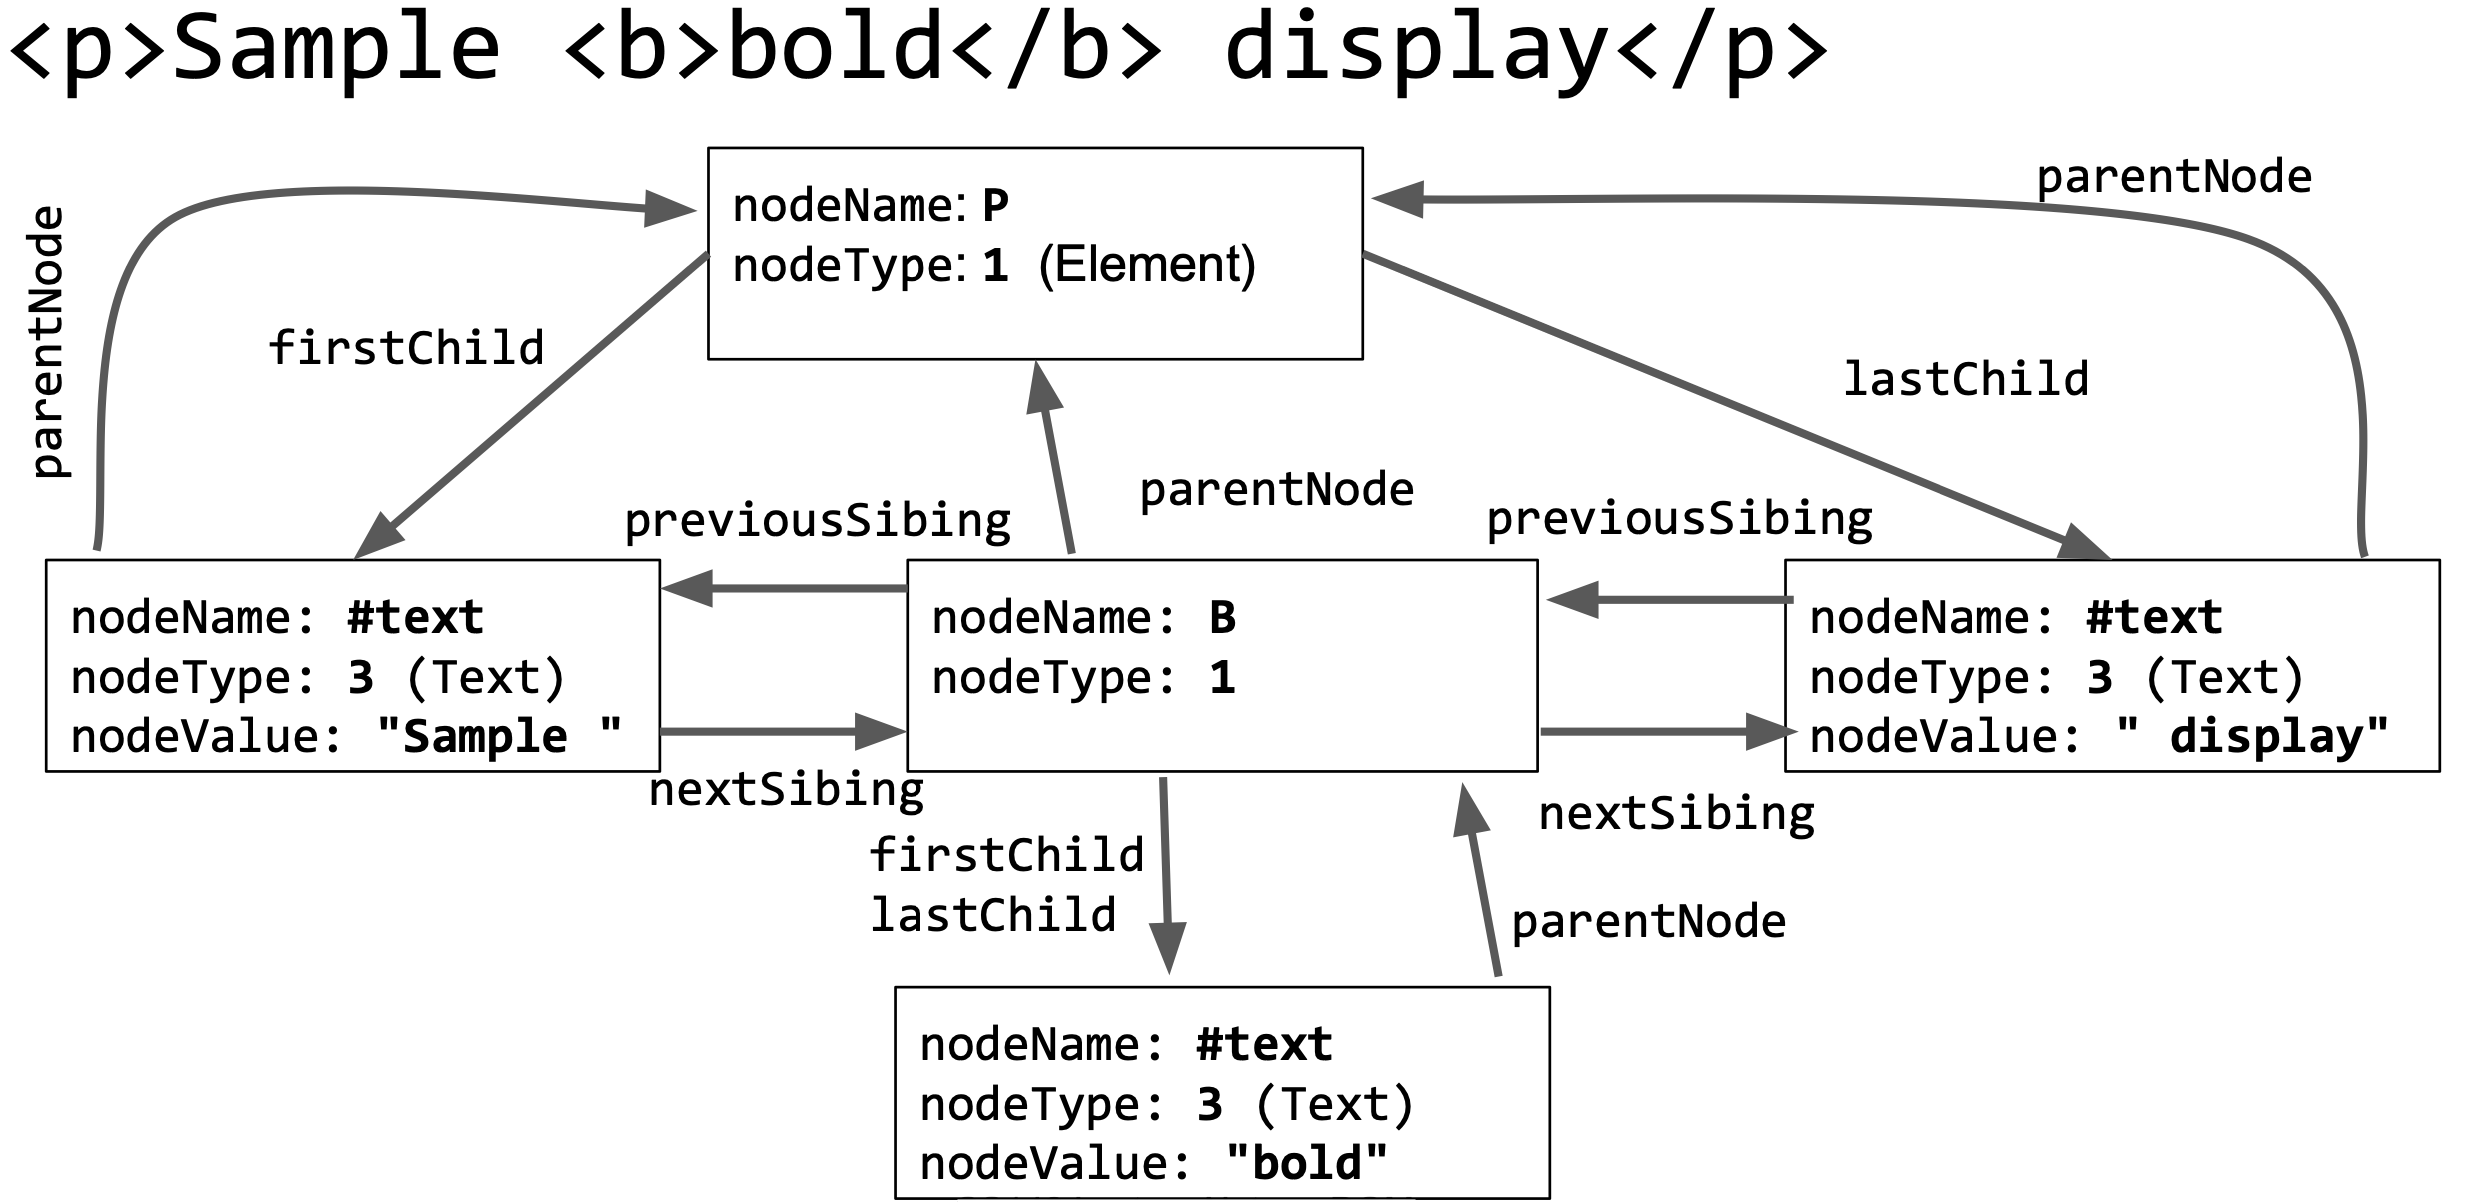 <p>Sample <b>bold</b> display</p>
parentNode
nodeName: P
nodeType: 1 (Element)
parentNode
firstChild
lastChild
previousSibing
parentNode
previousSibing
nodeName: #text
nodeType: 3 (Text)
nodeValue: "Sample "
nodeName: B
nodeType: 1
nodeName: #text
nodeType: 3 (Text)
nodeValue: " display"
nextSibing
nextSibing
firstChild
lastChild
parentNode
nodeName: #text
nodeType: 3 (Text)
nodeValue: "bold"